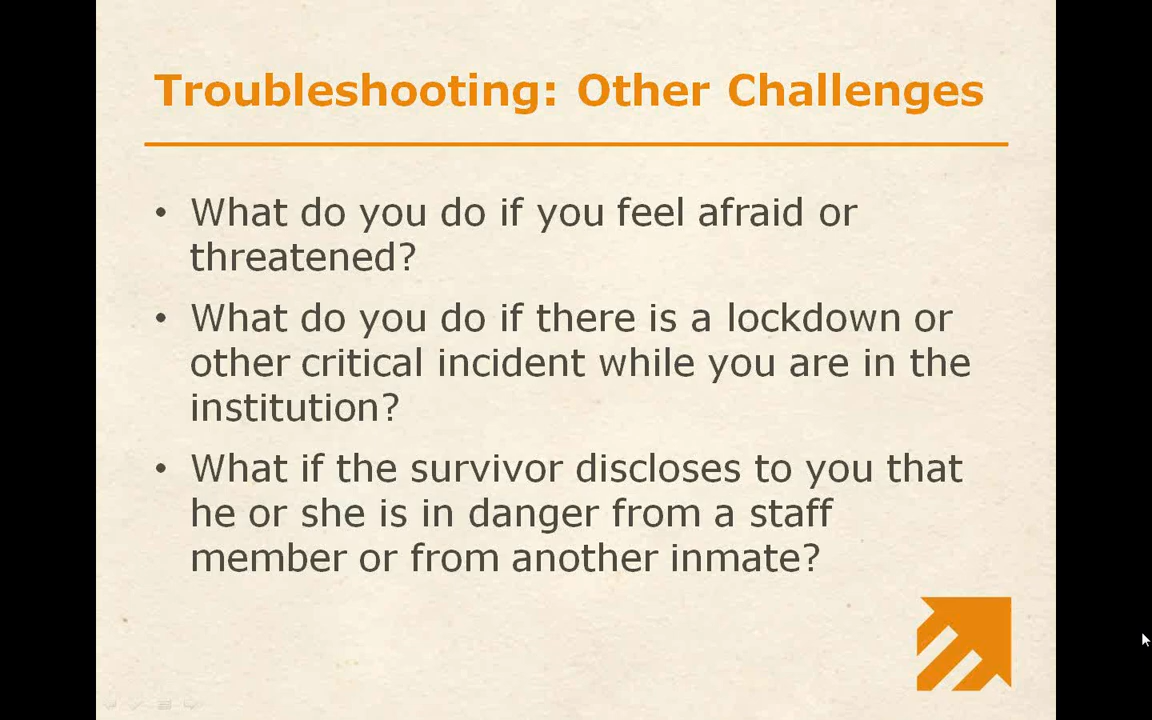 Troubleshooting: Other Challenges
• What do you do if you feel afraid or
threatened?
• What do you do if there is a lockdown or
other critical incident while you are in the
institution?
• What if the survivor discloses to you that
he or she is in danger from a staff
member or from another inmate?